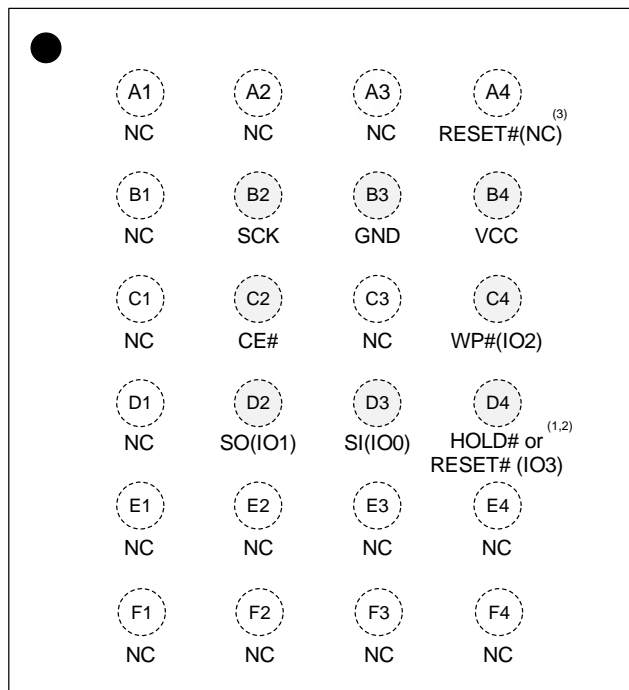 A1 A2 A3 A4
NC NC NC RESET#(NC) (3)
B1 B2 B3 B4
NC SCK GND VCC
C1 C2 C3 C4
NC CE# NC WP#(IO2)
D1 D2 D3 D4
NC SO(IO1) SI(IO0) HOLD# or (1,2)
RESET# (IO3)
E1 E2 E3 E4
NC NC NC NC
F1 F2 F3 F4
NC NC NC NC